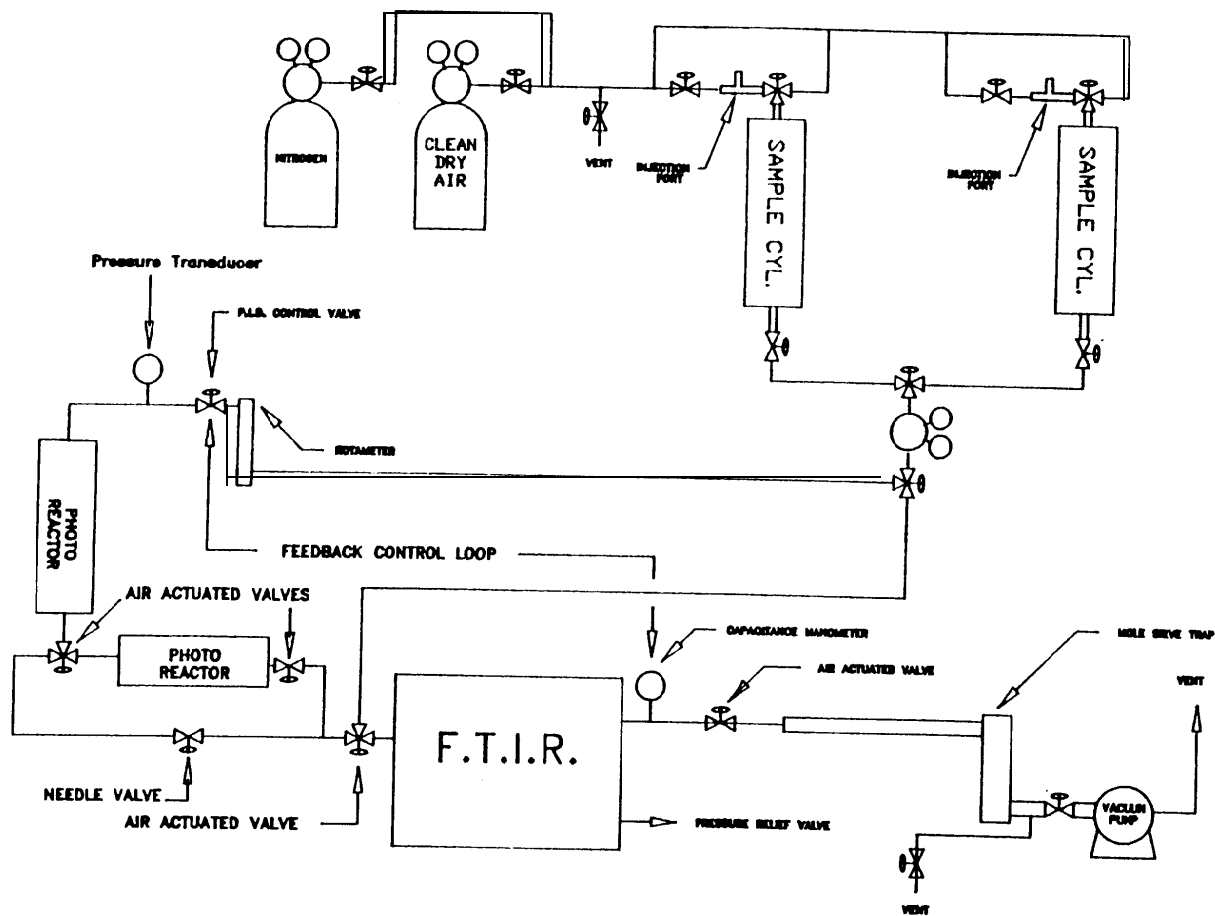 NITROGEN
CLEAN
DRY
AIR
VENT
INJECTION
PORT
SAMPLE CYL.
INJECTION
PORT
SAMPLE CYL.
Pressure Transducer
P.I.D. CONTROL VALVE
ROTAMETER
PHOTO
REACTOR
FEEDBACK CONTROL LOOP
AIR ACTUATED VALVES
PHOTO
REACTOR
CAPACITANCE MANOMETER
MOLE SIEVE TRAP
AIR ACTUATED VALVE
VENT
F.T.I.R.
NEEDLE VALVE
AIR ACTUATED VALVE
PRESSURE RELIEF VALVE
VACUUM
PUMP
VENT